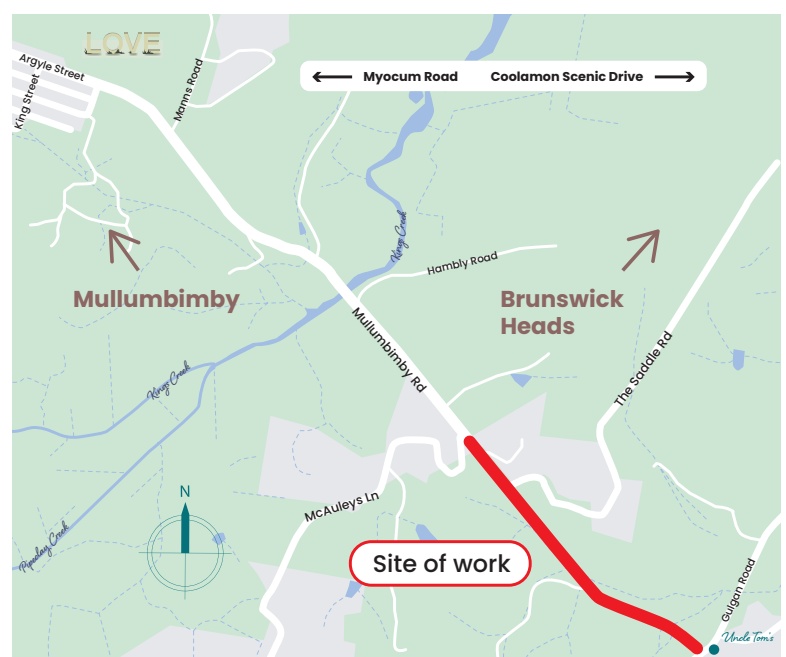 LOVE
Argyle Street
King Street
Manns Road
Myocum Road
Coolamon Scenic Drive
Kings Creek
Hambly Road
Mullumbimby
Brunswick
Heads
Mullumbimby Rd
The Saddle Rd
Kings Creek
McAuleys Ln
N
Pipeclay Creek
Site of work
Gulgan Road
Uncle Tom's